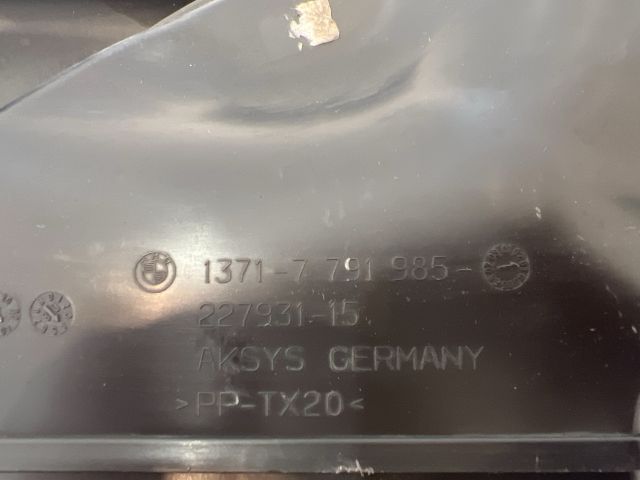 1371-7 791 985-
227931-15
AKSYS GERMANY
>PP-TX20<